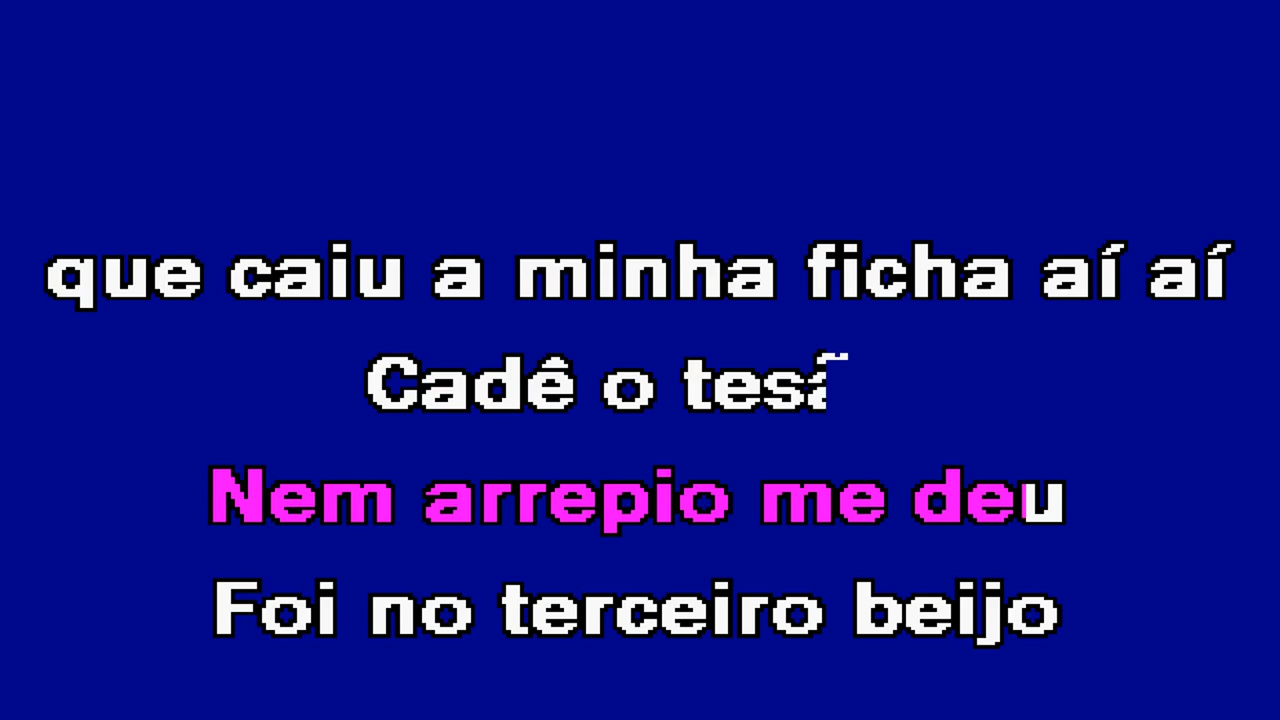 que caiu a minha ficha aí aí
Cadê o tesã
Nem arrepio me deu
Foi no terceiro beijo